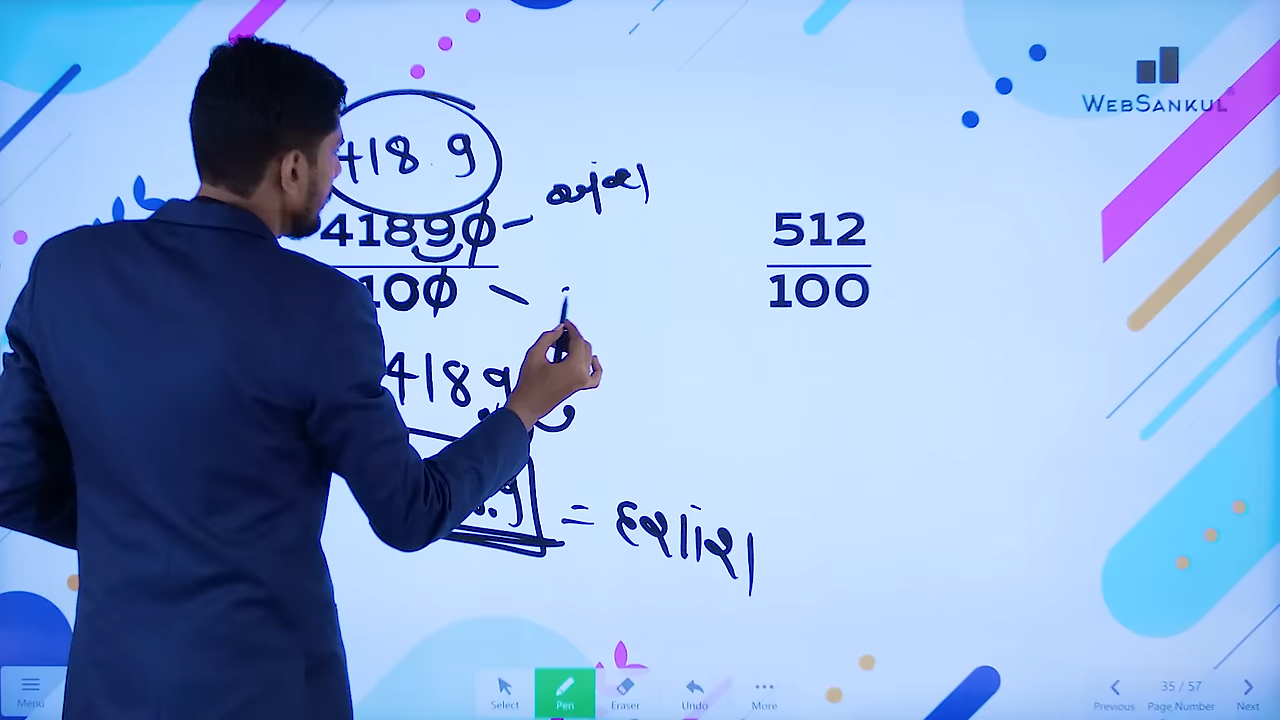 WEBSANKUL
418.9
41890 - અંશ
100
512
100
418 9
.9 = દશાંશ
Menu
Select
Pen
Eraser
Undo
More
Previous
35 / 57
Page Number
Next